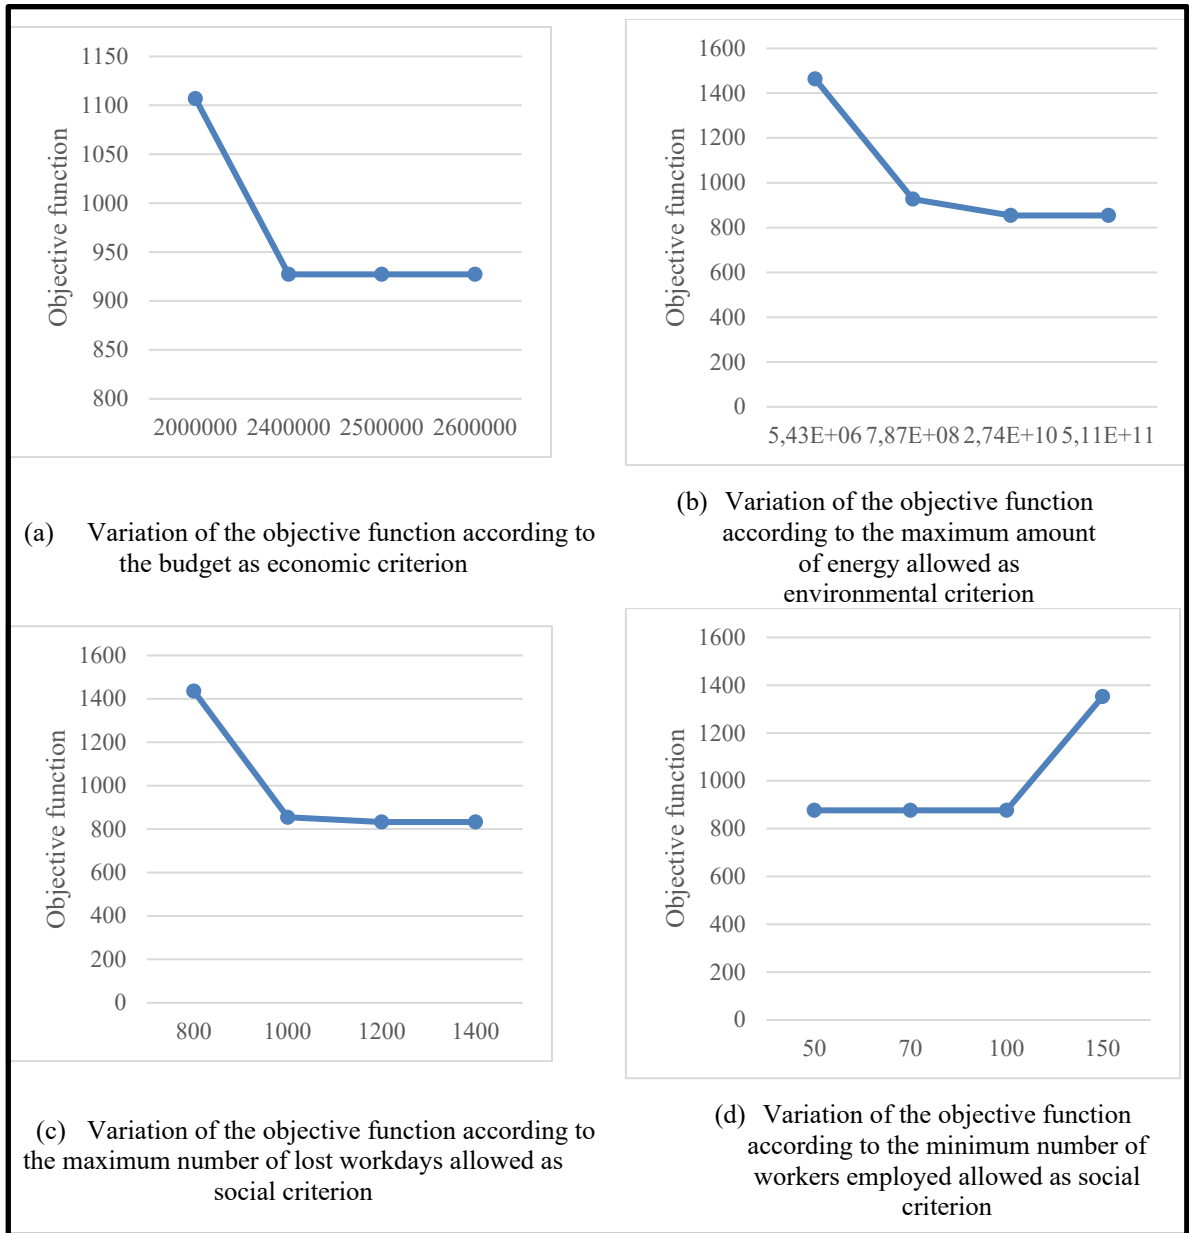 1150
1100
1050
1000
950
900
850
800
Objective function
2000000 2400000 2500000 2600000
(a) Variation of the objective function according to
the budget as economic criterion
1600
1400
1200
1000
800
600
400
200
0
Objective function
5,43E+06 7,87E+08 2,74E+10 5,11E+11
(b) Variation of the objective function
according to the maximum amount
of energy allowed as
environmental criterion
1600
1400
1200
1000
800
600
400
200
0
Objective function
800 1000 1200 1400
(c) Variation of the objective function according to
the maximum number of lost workdays allowed as
social criterion
1600
1400
1200
1000
800
600
400
200
0
Objective function
50 70 100 150
(d) Variation of the objective function
according to the minimum number of
workers employed allowed as social
criterion